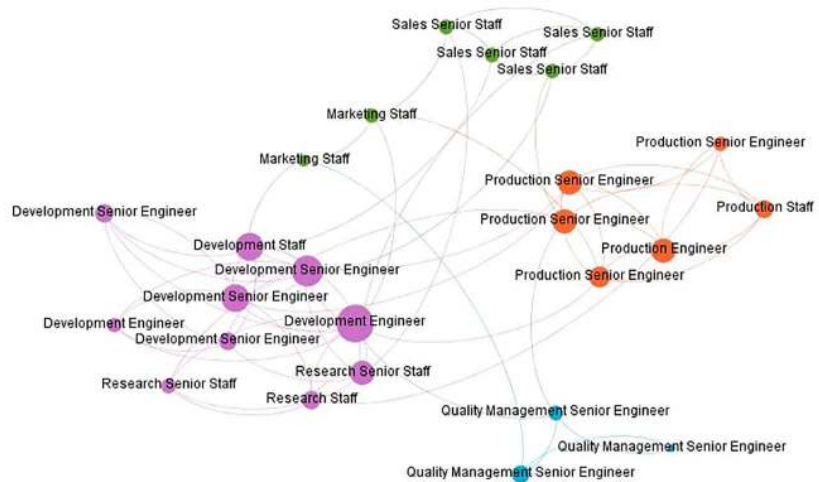 Sales Senior Staff
Sales Senior Staff
Sales Senior Staff
Sales Senior Staff
Marketing Staff
Production Senior Engineer
Marketing Staff
Production Senior Engineer
Development Senior Engineer
Production Staff
Production Senior Engineer
Development Staff
Production Engineer
Development Senior Engineer
Production Senior Engineer
Development Senior Engineer
Development Engineer
Development Engineer
Development Senior Engineer
Research Senior Staff
Research Senior Staff
Research Staff
Quality Management Senior Engineer
Quality Management Senior Engineer
Quality Management Senior Engineer